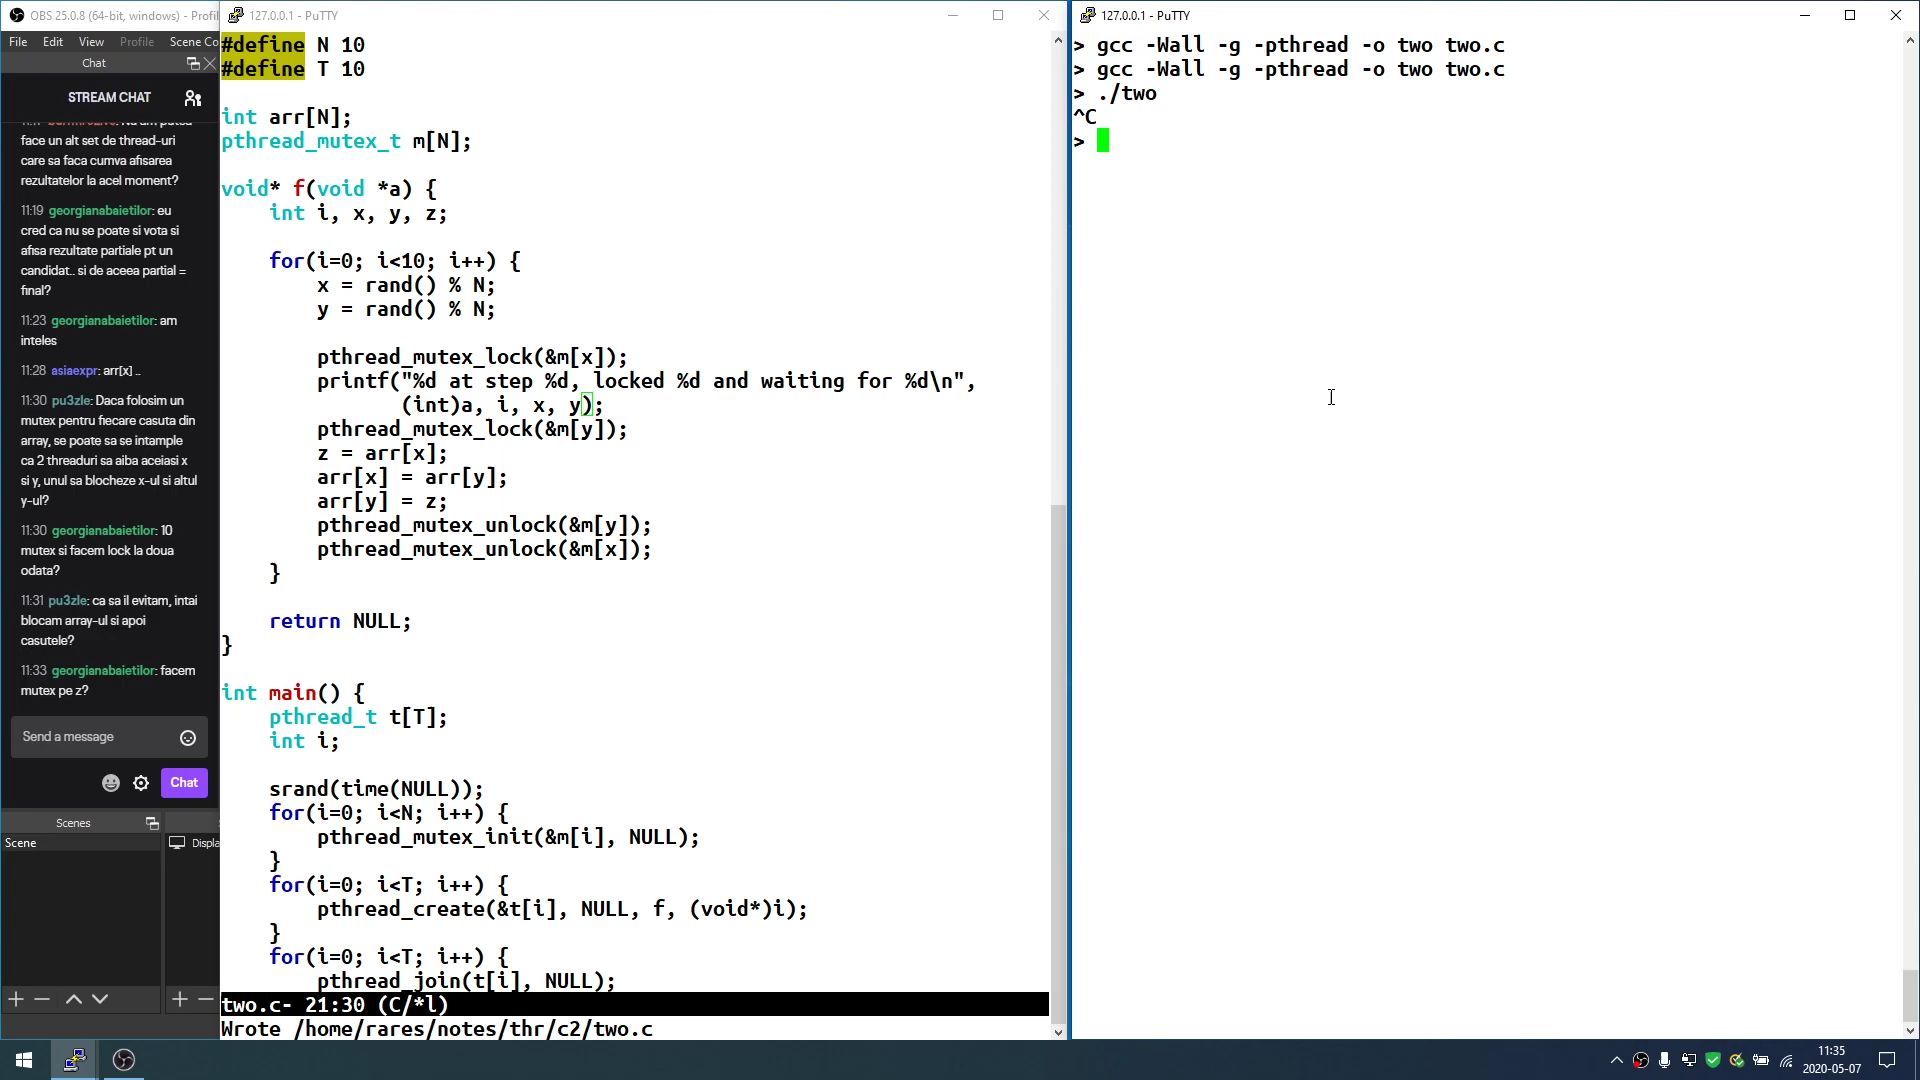 OBS 25.0.8 (64-bit, windows) - Profil
File Edit View Profile Scene Co
Chat
STREAM CHAT
face un alt set de thread-uri
care sa faca cumva afisarea
rezultatelor la acel moment?
11:19 georgianabaietilor: eu
cred ca nu se poate si vota si
afisa rezultate partiale pt un
candidat.. si de aceea partial =
final?
11:23 georgianabaietilor: am
inteles
11:28 asiaexpr: arr[x] ..
11:30 pu3zle: Daca folosim un
mutex pentru fiecare casuta din
array, se poate sa se intample
ca 2 threaduri sa aiba aceiasi x
si y, unul sa blocheze x-ul si altul
y-ul?
11:30 georgianabaietilor: 10
mutex si facem lock la doua
odata?
11:31 pu3zle: ca sa il evitam, intai
blocam array-ul si apoi
casutele?
11:33 georgianabaietilor: facem
mutex pe z?
Send a message
Chat
Scenes
Scene
Displa
127.0.0.1 - PuTTY
#define N 10
#define T 10
int arr[N];
pthread_mutex_t m[N];
void* f(void *a) {
int i, x, y, z;
for(i=0; i<10; i++) {
x = rand() % N;
y = rand() % N;
pthread_mutex_lock(&m[x]);
printf("%d at step %d, locked %d and waiting for %d\n",
(int)a, i, x, y);
pthread_mutex_lock(&m[y]);
z = arr[x];
arr[x] = arr[y];
arr[y] = z;
pthread_mutex_unlock(&m[y]);
pthread_mutex_unlock(&m[x]);
}
return NULL;
}
int main() {
pthread_t t[T];
int i;
srand(time(NULL));
for(i=0; i<N; i++) {
pthread_mutex_init(&m[i], NULL);
}
for(i=0; i<T; i++) {
pthread_create(&t[i], NULL, f, (void*)i);
}
for(i=0; i<T; i++) {
pthread_join(t[i], NULL);
two.c- 21:30 (C/*l)
Wrote /home/rares/notes/thr/c2/two.c
127.0.0.1 - PuTTY
> gcc -Wall -g -pthread -o two two.c
> gcc -Wall -g -pthread -o two two.c
> ./two
^C
>
11:35
2020-05-07